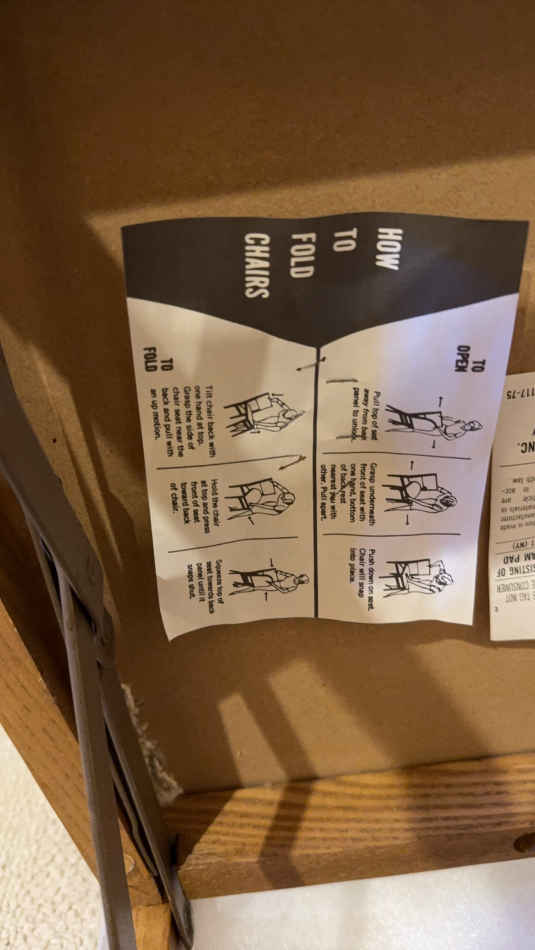 HOW
TO
FOLD
CHAIRS
TO
OPEN
Pull top of seat
away from back
panel to unlock
Grasp underneath
front of seat with
one hand, bottom
of backrest
nearest you with
other. Pull apart.
Push down on seat.
Chair will snap
into place.
TO
FOLD
Tilt chair back with
one hand at top.
Grasp the side of
chair seat near the
back and pull with
an up motion.
Hold the chair
at top and press
front of seat
toward back
of chair.
Squeeze top of
seat towards back
panel until it
snaps shut.
117-75
INC.